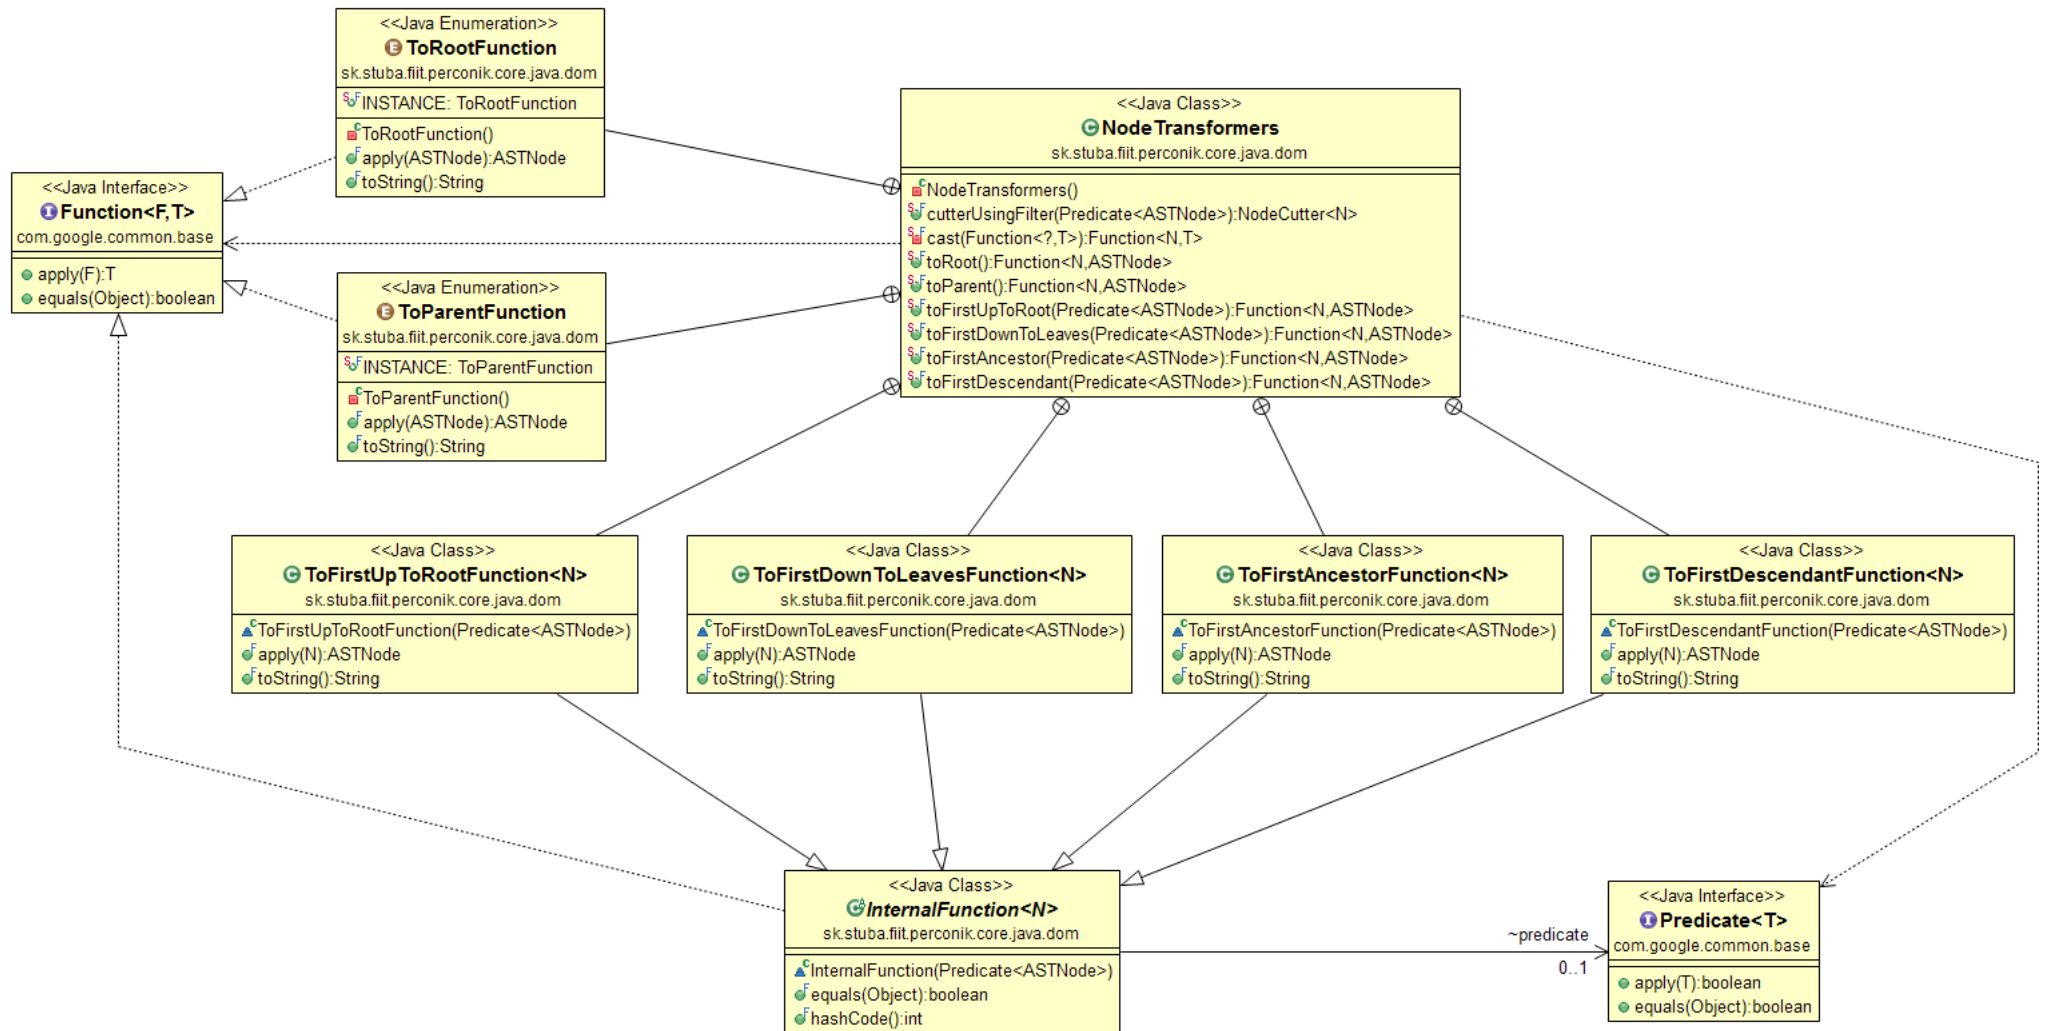 <<Java Enumeration>>
ToRootFunction
sk.stuba.fiit.perconik.core.java.dom
INSTANCE: ToRootFunction
ToRootFunction()
apply(ASTNode):ASTNode
toString():String
<<Java Class>>
NodeTransformers
sk.stuba.fiit.perconik.core.java.dom
NodeTransformers()
cutterUsingFilter(Predicate<ASTNode>):NodeCutter<N>
cast(Function<?,T>):Function<N,T>
toRoot():Function<N,ASTNode>
toParent():Function<N,ASTNode>
toFirstUpToRoot(Predicate<ASTNode>):Function<N,ASTNode>
toFirstDownToLeaves(Predicate<ASTNode>):Function<N,ASTNode>
toFirstAncestor(Predicate<ASTNode>):Function<N,ASTNode>
toFirstDescendant(Predicate<ASTNode>):Function<N,ASTNode>
<<Java Interface>>
Function<F,T>
com.google.common.base
apply(F):T
equals(Object):boolean
<<Java Enumeration>>
ToParentFunction
sk.stuba.fiit.perconik.core.java.dom
INSTANCE: ToParentFunction
ToParentFunction()
apply(ASTNode):ASTNode
toString():String
<<Java Class>>
ToFirstUpToRootFunction<N>
sk.stuba.fiit.perconik.core.java.dom
ToFirstUpToRootFunction(Predicate<ASTNode>)
apply(N):ASTNode
toString():String
<<Java Class>>
ToFirstDownToLeavesFunction<N>
sk.stuba.fiit.perconik.core.java.dom
ToFirstDownToLeavesFunction(Predicate<ASTNode>)
apply(N):ASTNode
toString():String
<<Java Class>>
ToFirstAncestorFunction<N>
sk.stuba.fiit.perconik.core.java.dom
ToFirstAncestorFunction(Predicate<ASTNode>)
apply(N):ASTNode
toString():String
<<Java Class>>
ToFirstDescendantFunction<N>
sk.stuba.fiit.perconik.core.java.dom
ToFirstDescendantFunction(Predicate<ASTNode>)
apply(N):ASTNode
toString():String
<<Java Class>>
InternalFunction<N>
sk.stuba.fiit.perconik.core.java.dom
InternalFunction(Predicate<ASTNode>)
equals(Object):boolean
hashCode():int
~predicate
0..1
<<Java Interface>>
Predicate<T>
com.google.common.base
apply(T):boolean
equals(Object):boolean